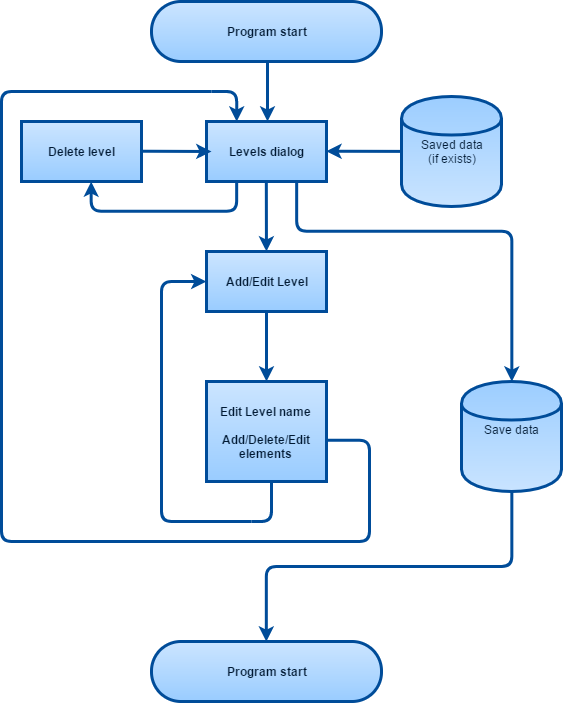 Program start
Saved data
(if exists)
Delete level
Levels dialog
Add/Edit Level
Edit Level name
Add/Delete/Edit
elements
Save data
Program start